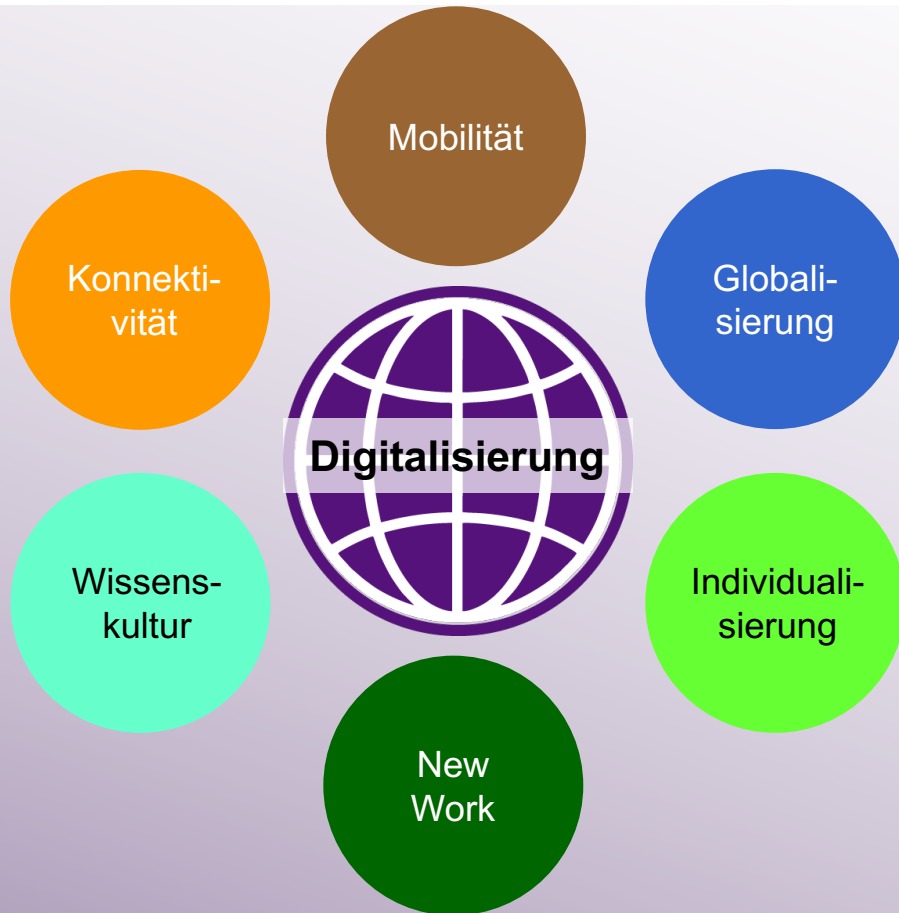 Mobilität
Konnekti-
vität
Globali-
sierung
Digitalisierung
Wissens-
kultur
Individuali-
sierung
New
Work